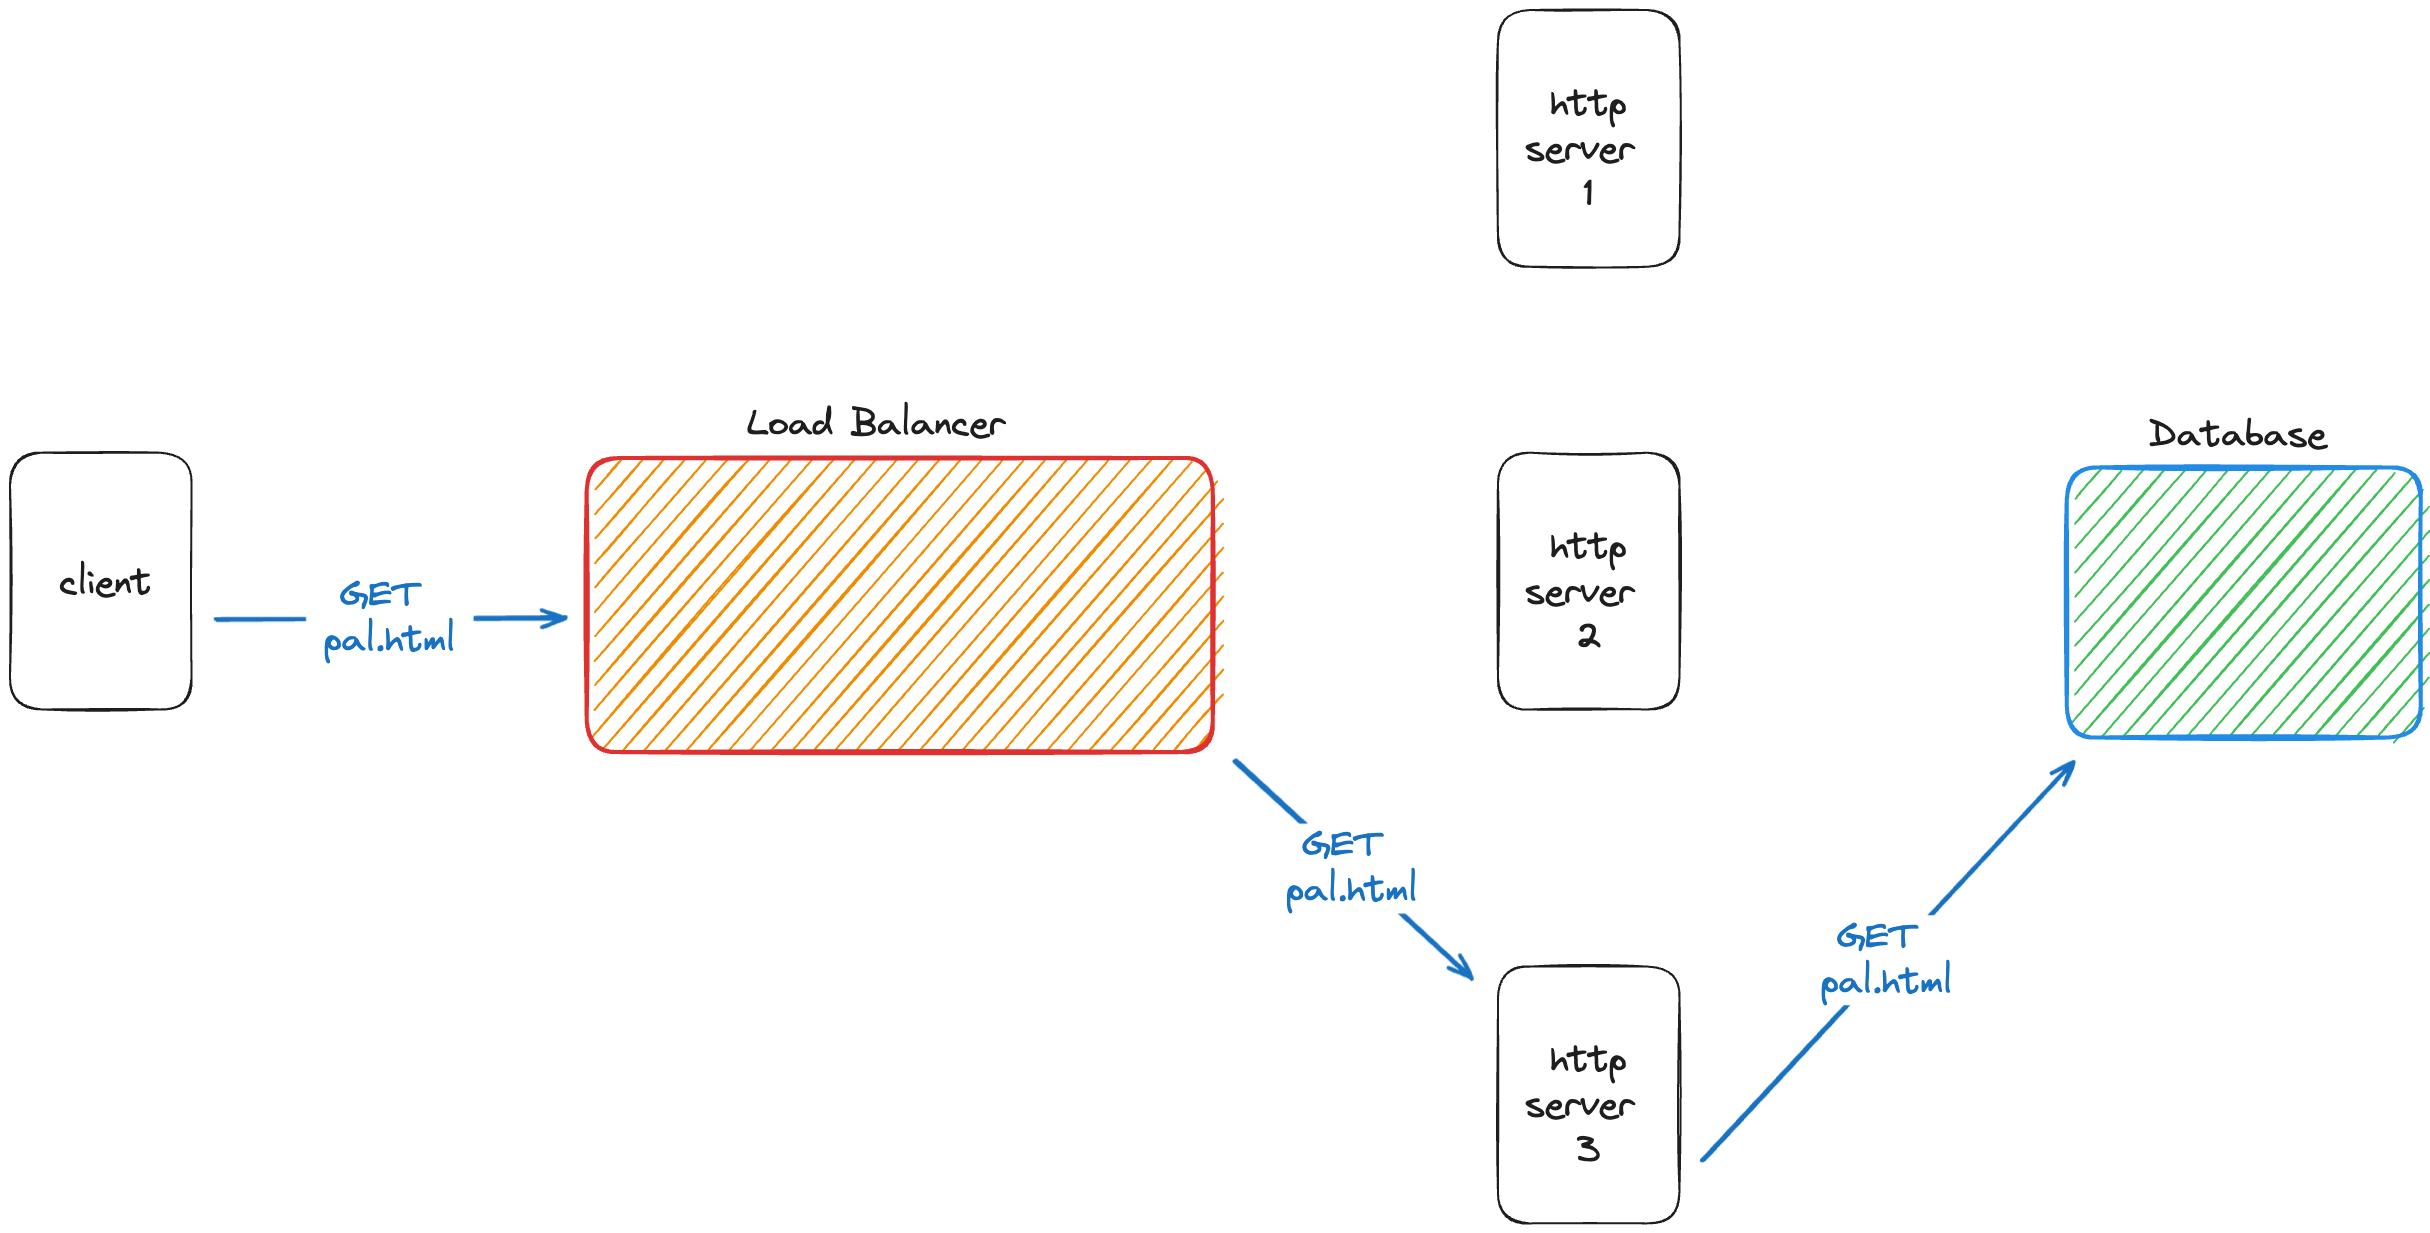 http
server
1
Load Balancer
Database
client
GET
pal.html
http
server
2
GET
pal.html
GET
pal.html
http
server
3